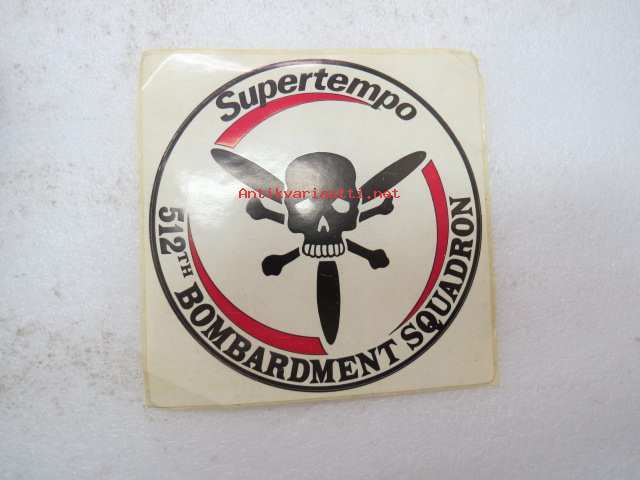 Supertempo
Antikvariaatti.net
512TH BOMBARDMENT SQUADRON